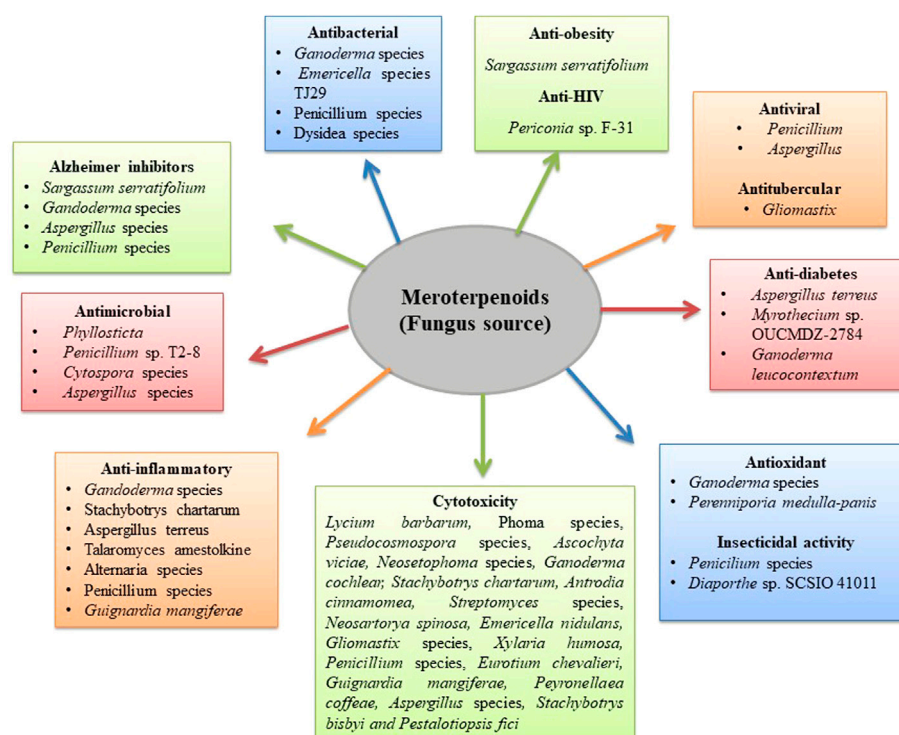 Antibacterial
• Ganoderma species
• Emericella species
TJ29
• Penicillium species
• Dysidea species
Anti-obesity
Sargassum serratifolium
Anti-HIV
Periconia sp. F-31
Antiviral
• Penicillium
• Aspergillus
Antitubercular
• Gliomastix
Alzheimer inhibitors
• Sargassum serratifolium
• Gandoderma species
• Aspergillus species
• Penicillium species
Meroterpenoids
(Fungus source)
Anti-diabetes
• Aspergillus terreus
• Myrothecium sp.
OUCMDZ-2784
• Ganoderma
leucocontextum
Antimicrobial
• Phyllosticta
• Penicillium sp. T2-8
• Cytospora species
• Aspergillus species
Anti-inflammatory
• Gandoderma species
• Stachybotrys chartarum
• Aspergillus terreus
• Talaromyces amestolkine
• Alternaria species
• Penicillium species
• Guignardia mangiferae
Cytotoxicity
Lycium barbarum, Phoma species,
Pseudocosmospora species, Ascochyta
viciae, Neosetophoma species, Ganoderma
cochlear, Stachybotrys chartarum, Antrodia
cinnamomea, Streptomyces species,
Neosartorya spinosa, Emericella nidulans,
Gliomastix species, Xylaria humosa,
Penicillium species, Eurotium chevalieri,
Guignardia mangiferae, Peyronellaea
coffeae, Aspergillus species, Stachybotrys
bisbyi and Pestalotiopsis fici
Antioxidant
• Ganoderma species
• Perenniporia medulla-panis
Insecticidal activity
• Penicilium species
• Diaporthe sp. SCSIO 41011